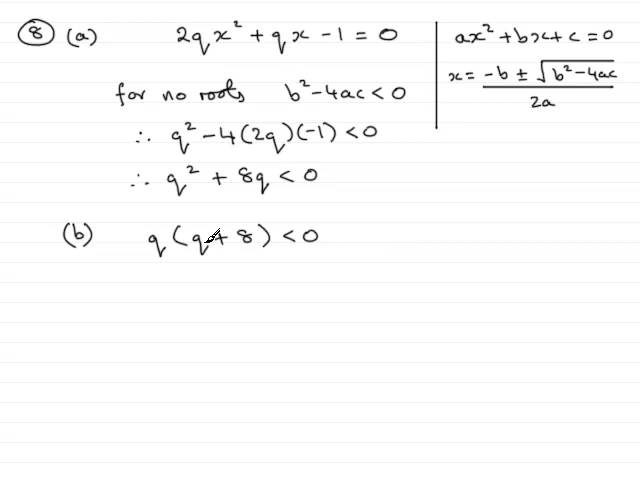 8 (a) 2qx² + qx - 1 = 0
for no roots b² - 4ac < 0
∴ q² - 4(2q)(-1) < 0
∴ q² + 8q < 0
(b) q(q + 8) < 0
ax² + bx + c = 0
x = (-b ± √(b² - 4ac)) / 2a